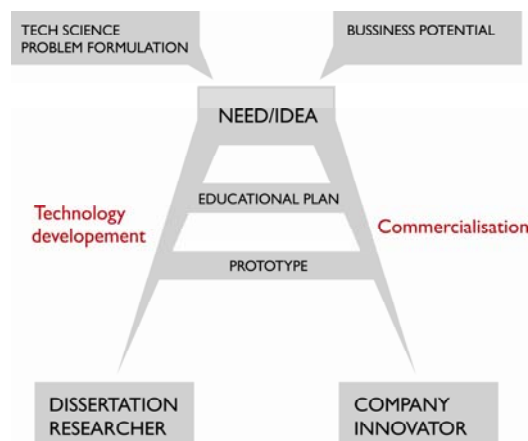 TECH SCIENCE
PROBLEM FORMULATION
BUSSINESS POTENTIAL
NEED/IDEA
EDUCATIONAL PLAN
Technology
developement
Commercialisation
PROTOTYPE
DISSERTATION
RESEARCHER
COMPANY
INNOVATOR